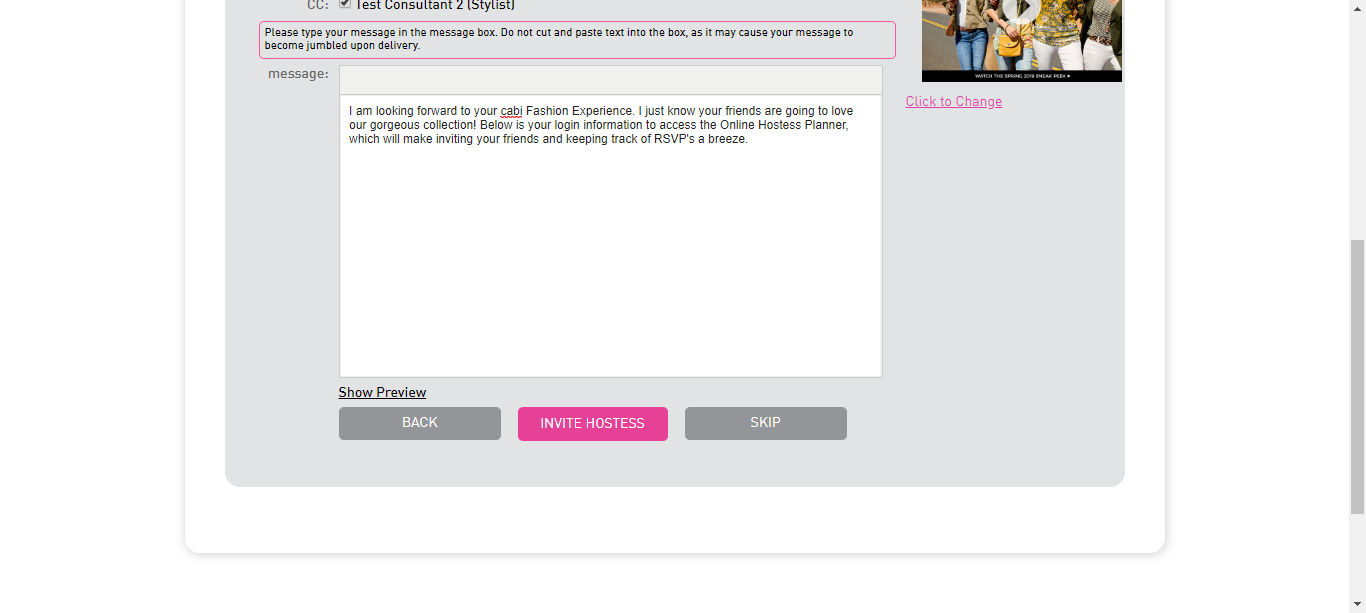 CC: Test Consultant 2 (Stylist)
Please type your message in the message box. Do not cut and paste text into the box, as it may cause your message to
become jumbled upon delivery.
message:
I am looking forward to your cabi Fashion Experience. I just know your friends are going to love
our gorgeous collection! Below is your login information to access the Online Hostess Planner,
which will make inviting your friends and keeping track of RSVP's a breeze.
WATCH THE SPRING 2019 SNEAK PEEK
Click to Change
Show Preview
BACK
INVITE HOSTESS
SKIP